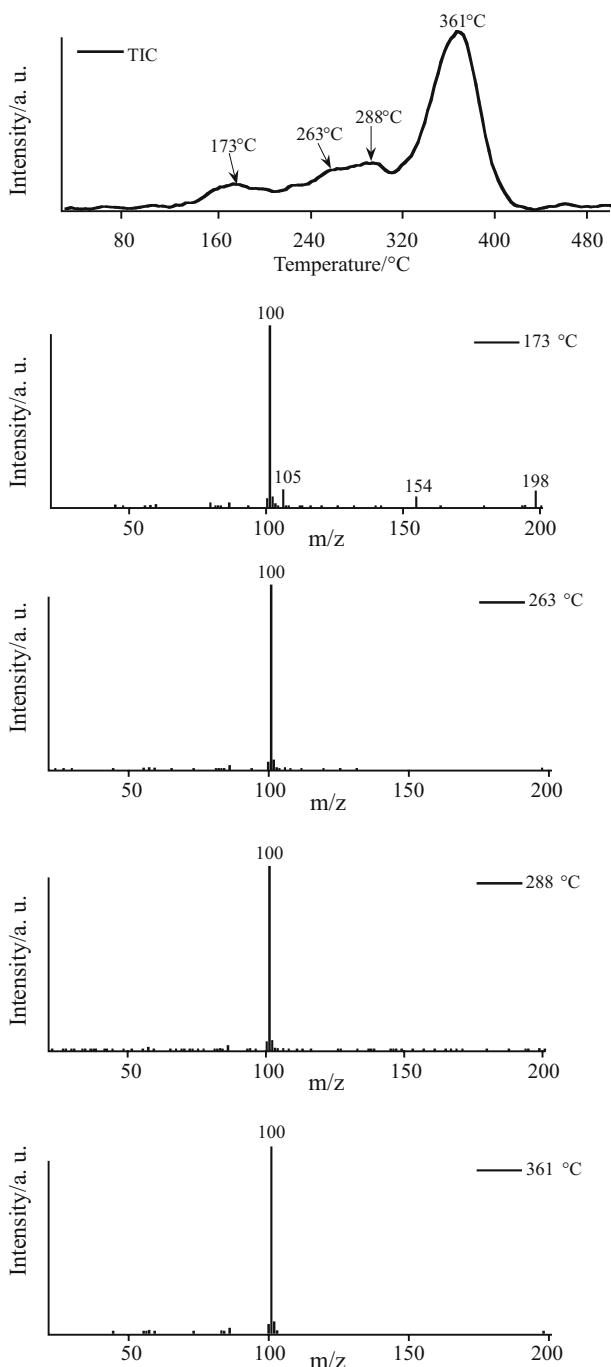 361°C
TIC
288°C
263°C
173°C
Intensity/a. u.
80 160 240 320 400 480
Temperature/°C
100
173 °C
Intensity/a. u.
105
154
198
50 100 150 200
m/z
100
263 °C
Intensity/a. u.
50 100 150 200
m/z
100
288 °C
Intensity/a. u.
50 100 150 200
m/z
100
361 °C
Intensity/a. u.
50 100 150 200
m/z